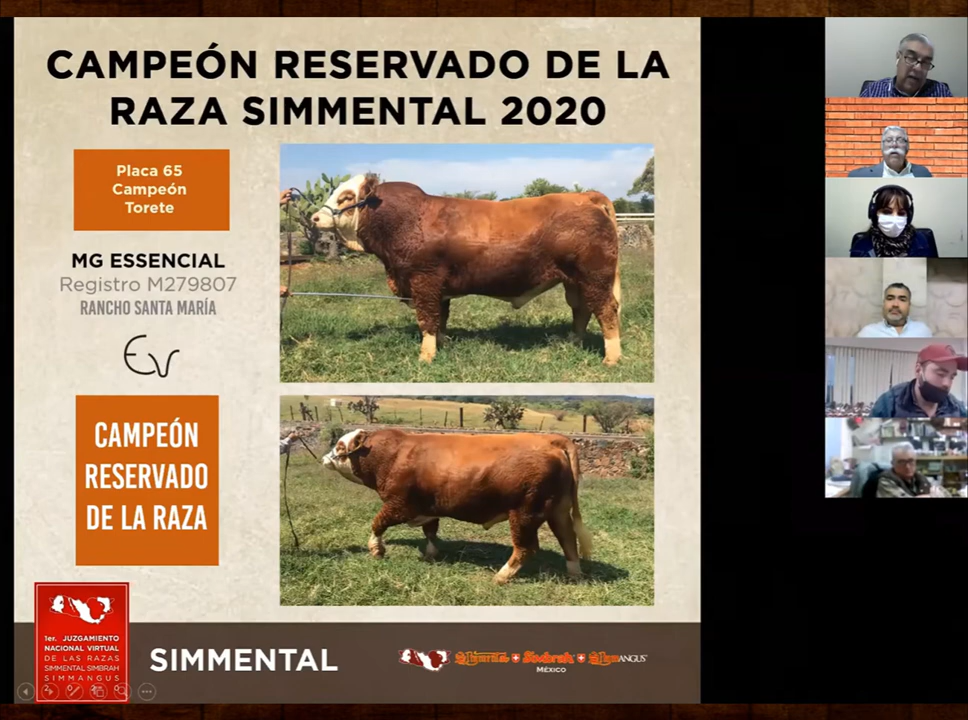 CAMPEÓN RESERVADO DE LA
RAZA SIMMENTAL 2020
Placa 65
Campeón
Torete
MG ESSENCIAL
Registro M279807
RANCHO SANTA MARÍA
CAMPEÓN
RESERVADO
DE LA RAZA
1er. JUZGAMIENTO
NACIONAL VIRTUAL
DE LAS RAZAS
SIMMENTAL SIMBRAH
SIMMANGUS
SIMMENTAL
MÉXICO